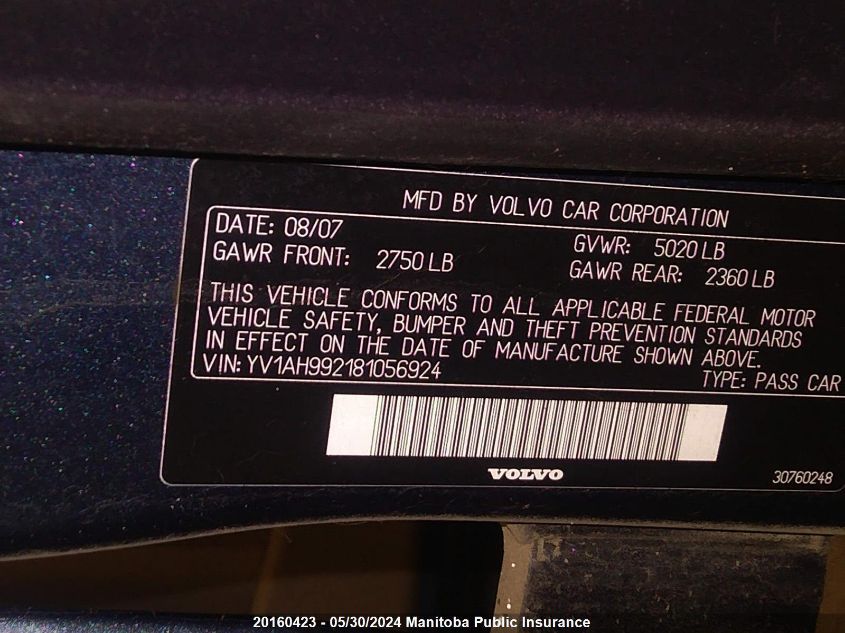 MFD BY VOLVO CAR CORPORATION
DATE: 08/07 GVWR: 5020 LB
GAWR FRONT: 2750 LB GAWR REAR: 2360 LB
THIS VEHICLE CONFORMS TO ALL APPLICABLE FEDERAL MOTOR
VEHICLE SAFETY, BUMPER AND THEFT PREVENTION STANDARDS
IN EFFECT ON THE DATE OF MANUFACTURE SHOWN ABOVE.
VIN: YV1AH992181056924 TYPE: PASS CAR
VOLVO
30760248
20160423 - 05/30/2024 Manitoba Public Insurance